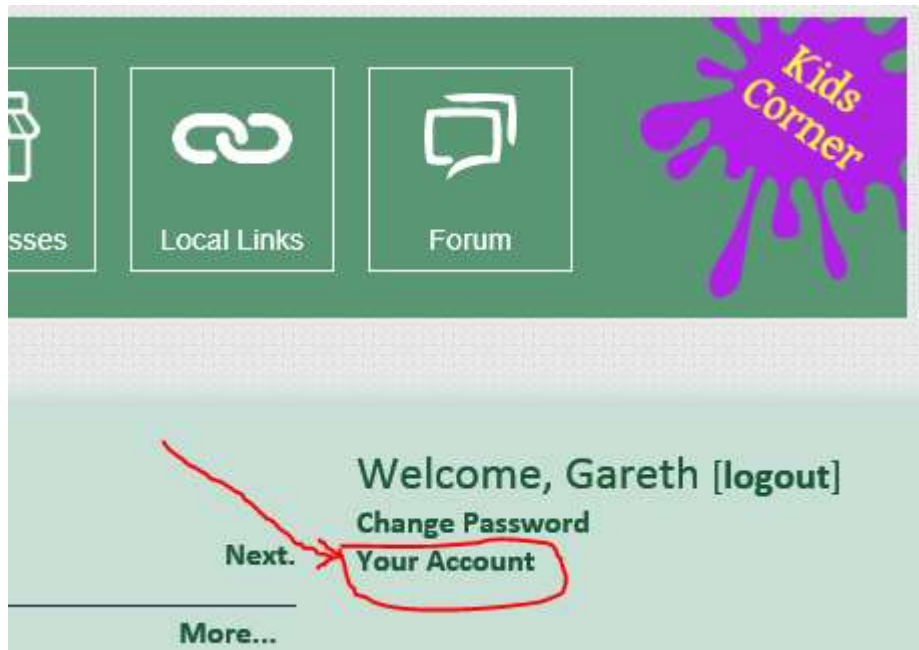 Kids
Corner
sses
Local Links
Forum
Welcome, Gareth [logout]
Change Password
Next.
Your Account
More...